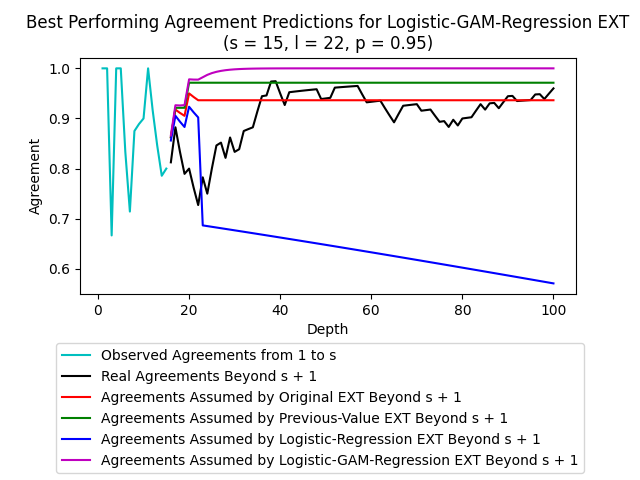 Best Performing Agreement Predictions for Logistic-GAM-Regression EXT
(s = 15, l = 22, p = 0.95)
1.0
0.9
0.8
0.7
0.6
Agreement
0 20 40 60 80 100
Depth
Observed Agreements from 1 to s
Real Agreements Beyond s + 1
Agreements Assumed by Original EXT Beyond s + 1
Agreements Assumed by Previous-Value EXT Beyond s + 1
Agreements Assumed by Logistic-Regression EXT Beyond s + 1
Agreements Assumed by Logistic-GAM-Regression EXT Beyond s + 1